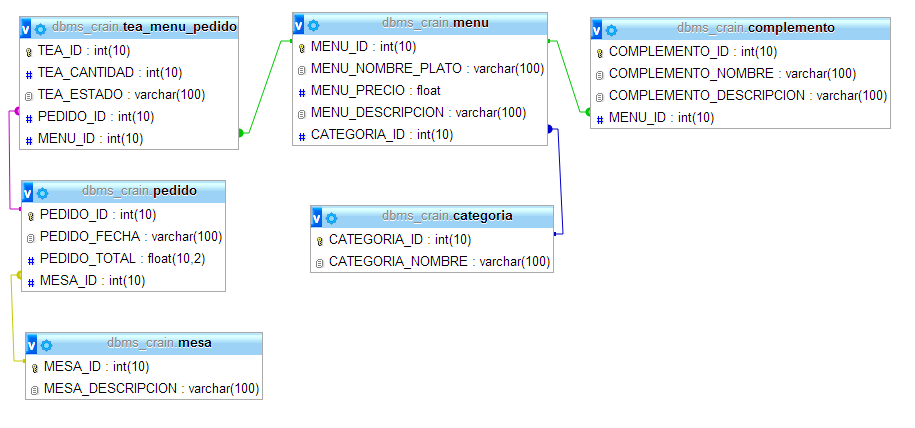 dbms_crain.tea_menu_pedido
TEA_ID : int(10)
TEA_CANTIDAD : int(10)
TEA_ESTADO : varchar(100)
PEDIDO_ID : int(10)
MENU_ID : int(10)
dbms_crain.menu
MENU_ID : int(10)
MENU_NOMBRE_PLATO : varchar(100)
MENU_PRECIO : float
MENU_DESCRIPCION : varchar(100)
CATEGORIA_ID : int(10)
dbms_crain.complemento
COMPLEMENTO_ID : int(10)
COMPLEMENTO_NOMBRE : varchar(100)
COMPLEMENTO_DESCRIPCION : varchar(100)
MENU_ID : int(10)
dbms_crain.pedido
PEDIDO_ID : int(10)
PEDIDO_FECHA : varchar(100)
PEDIDO_TOTAL : float(10,2)
MESA_ID : int(10)
dbms_crain.categoria
CATEGORIA_ID : int(10)
CATEGORIA_NOMBRE : varchar(100)
dbms_crain.mesa
MESA_ID : int(10)
MESA_DESCRIPCION : varchar(100)